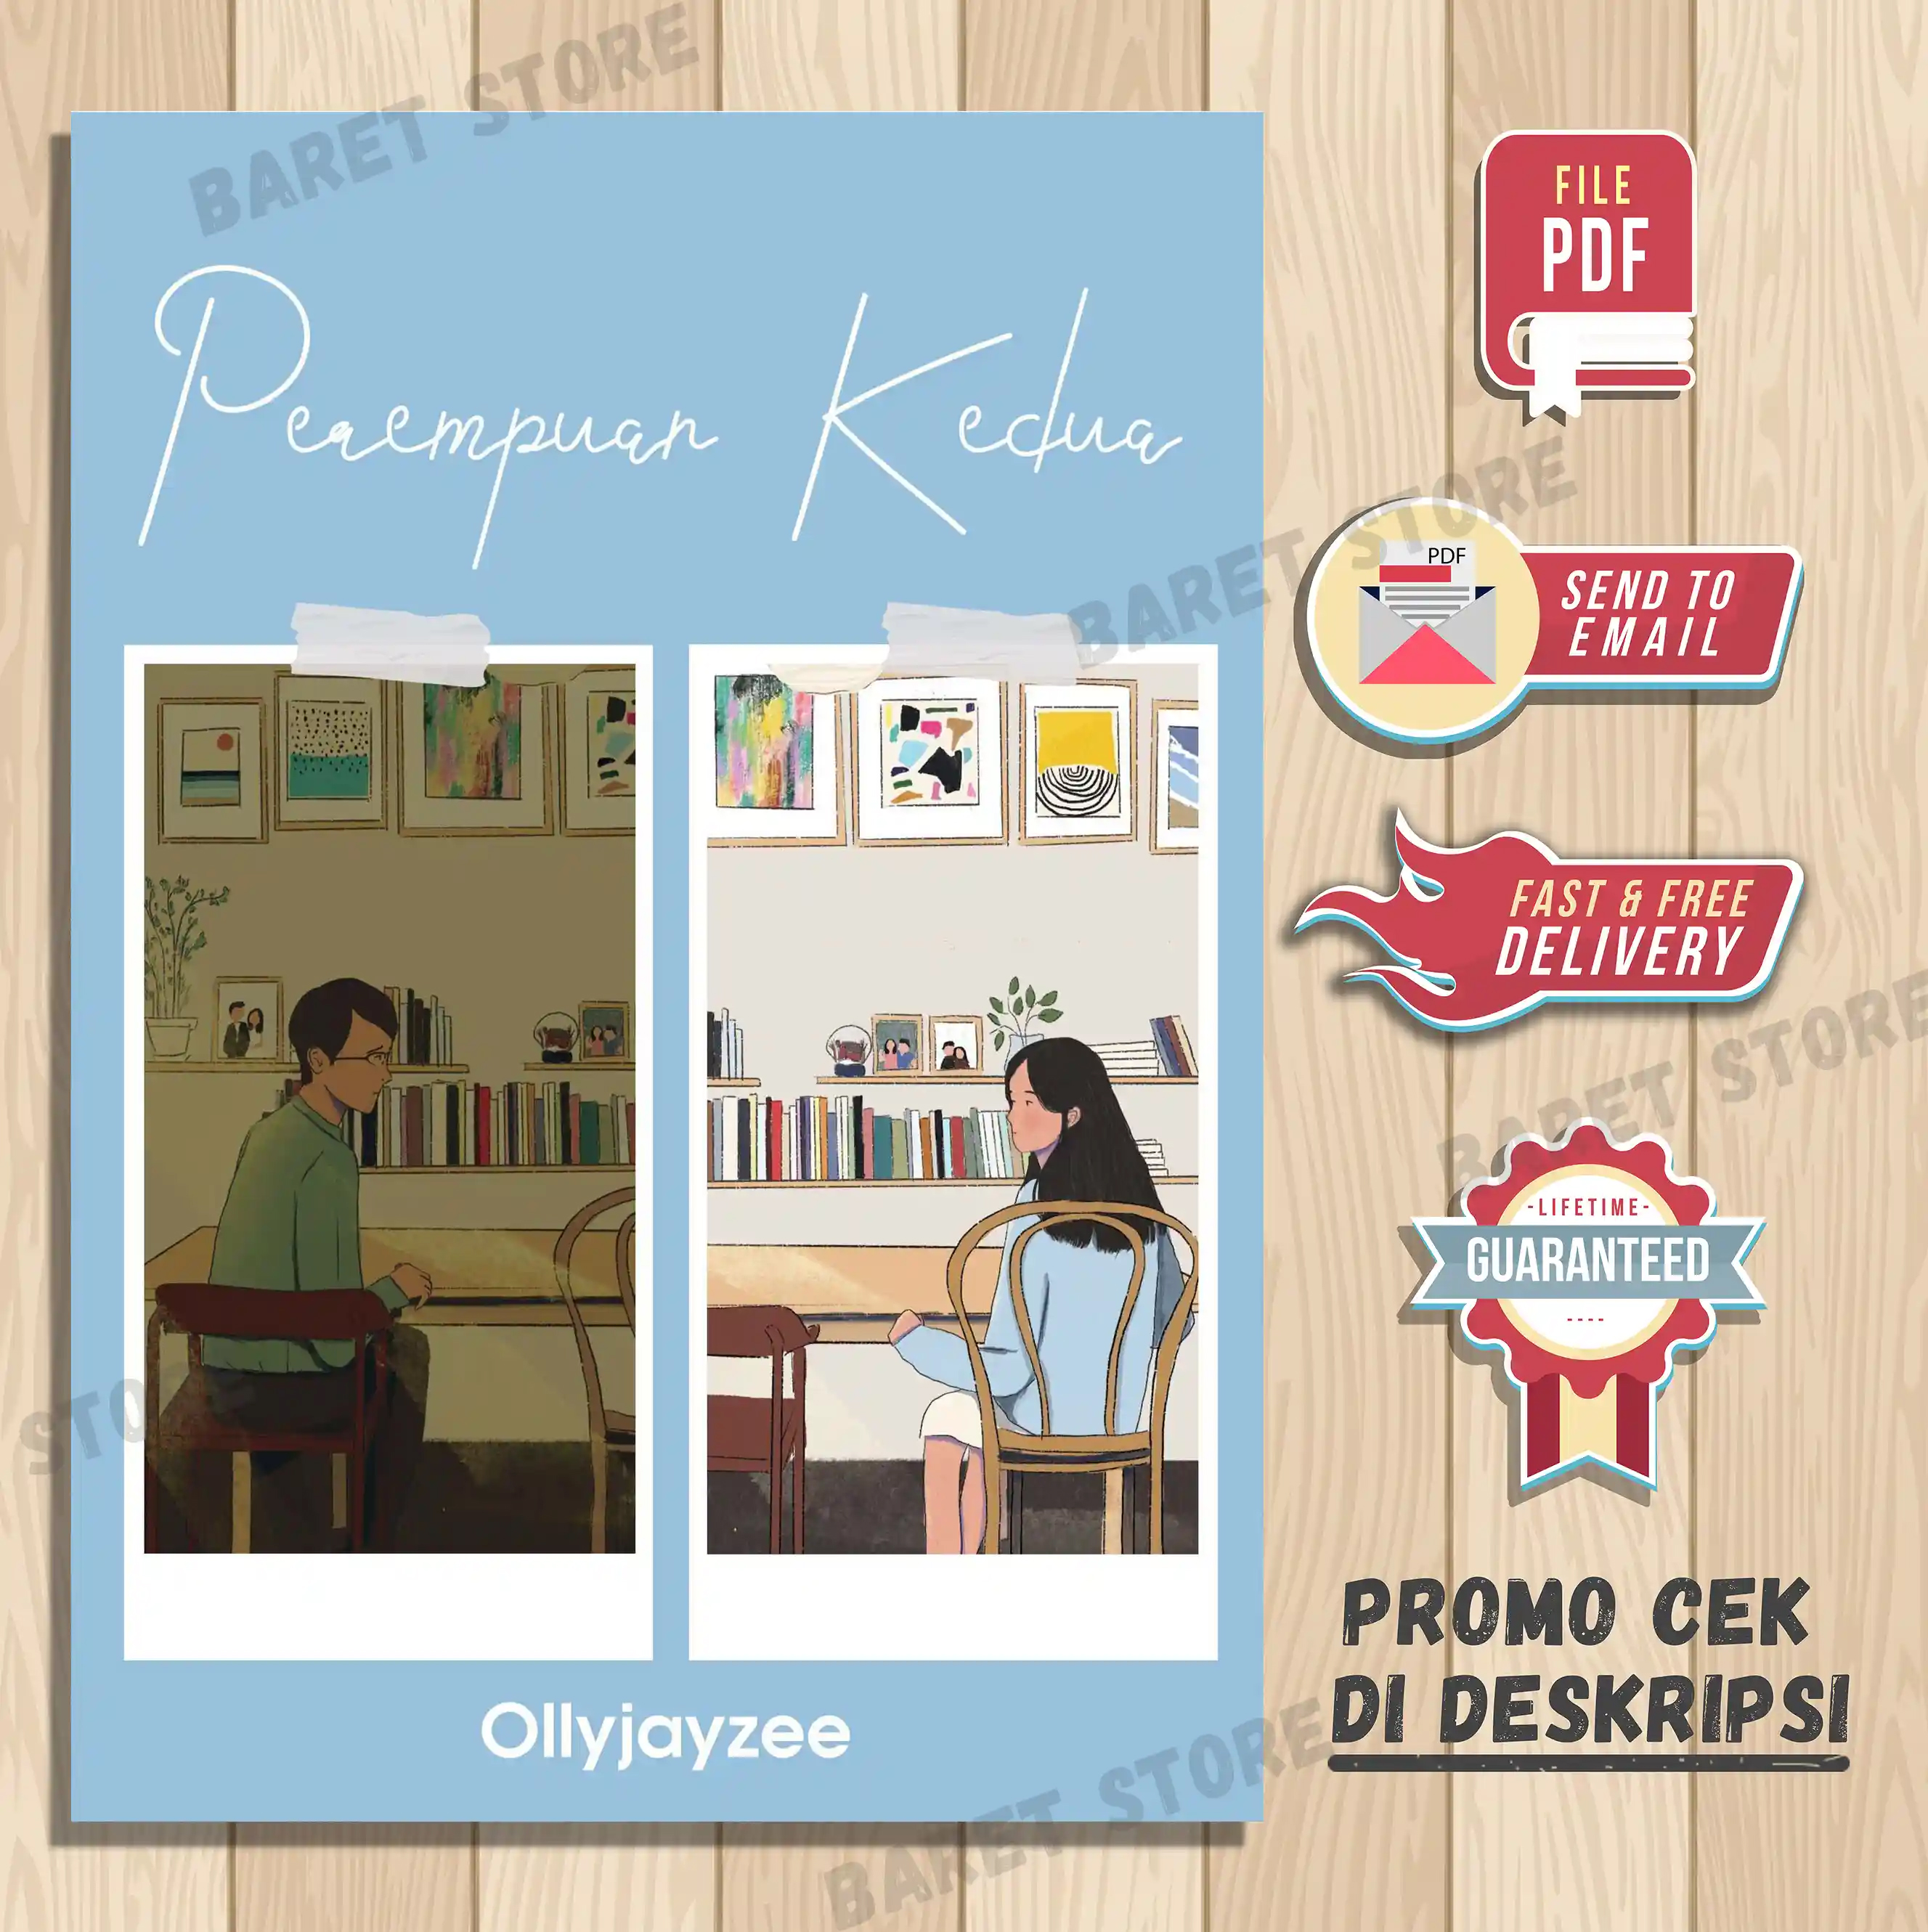 BARET STORE
Perempuan Kedua
Ollyjayzee
FILE
PDF
BARET STORE
PDF
SEND TO
EMAIL
FAST & FREE
DELIVERY
BARET STORE
-LIFETIME-
GUARANTEED
----
STORE
PROMO CEK
DI DESKRIPSI
BARET STORE